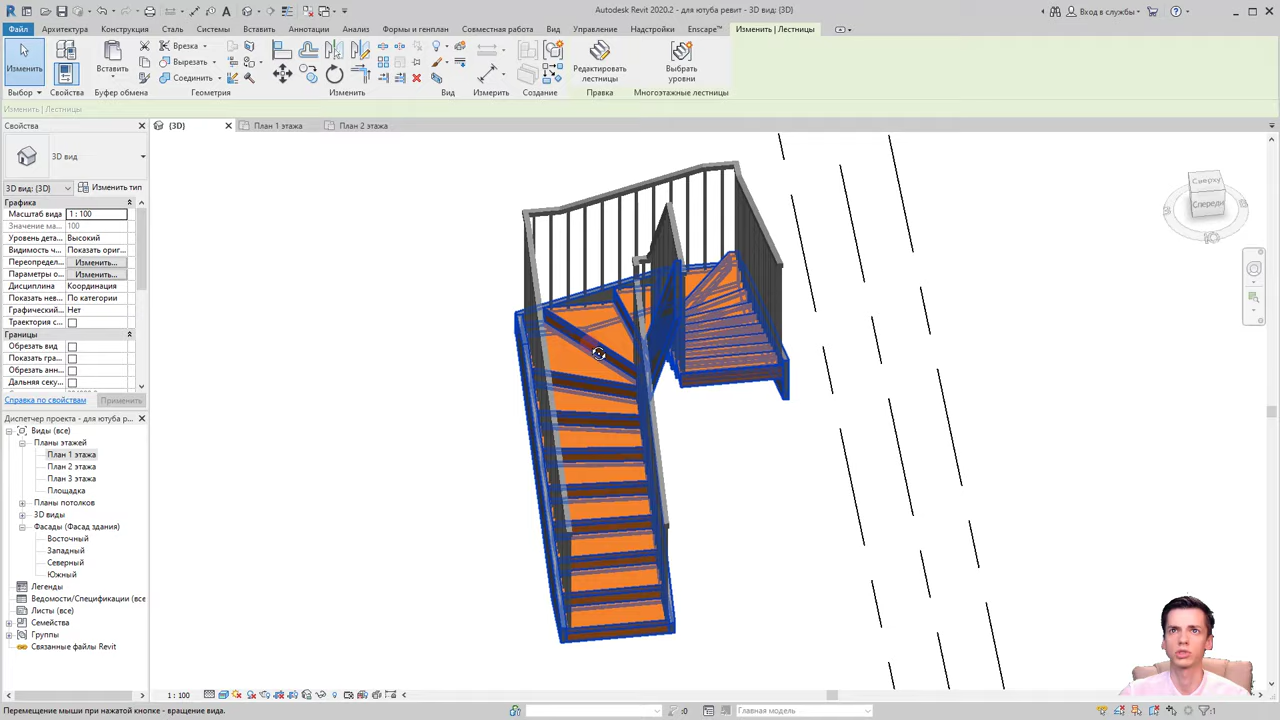 Autodesk Revit 2020.2 - для ютуба ревит - 3D вид: {3D}
Вход в службы
Файл Архитектура Конструкция Сталь Системы Вставить Аннотации Анализ Формы и генплан Совместная работа Вид Управление Надстройки Enscape™ Изменить | Лестницы
Изменить
Вставить
Врезка
Вырезать
Соединить
Редактировать лестницы
Выбрать уровни
Выбор Свойства Буфер обмена Геометрия Изменить Вид Измерить Создание Правка Многоэтажные лестницы
Изменить | Лестницы
Свойства
{3D} План 1 этажа План 2 этажа
3D вид
3D вид: {3D} Изменить тип
Графика
Масштаб вида 1 : 100
Значение ма... 100
Уровень дета... Высокий
Видимость ч... Показать ориг...
Переопредел... Изменить...
Параметры о... Изменить...
Дисциплина Координация
Показать нев... По категории
Графический... Нет
Траектория с...
Границы
Обрезать вид
Показать гра...
Обрезать анн...
Дальняя секу...
Справка по свойствам Применить
Диспетчер проекта - для ютуба р...
Виды (все)
Планы этажей
План 1 этажа
План 2 этажа
План 3 этажа
Площадка
Планы потолков
3D виды
Фасады (Фасад здания)
Восточный
Западный
Северный
Южный
Легенды
Ведомости/Спецификации (все
Листы (все)
Семейства
Группы
Связанные файлы Revit
Сверху
Спереди
1 : 100
Перемещение мыши при нажатой кнопке - вращение вида.
:0
Главная модель
:1